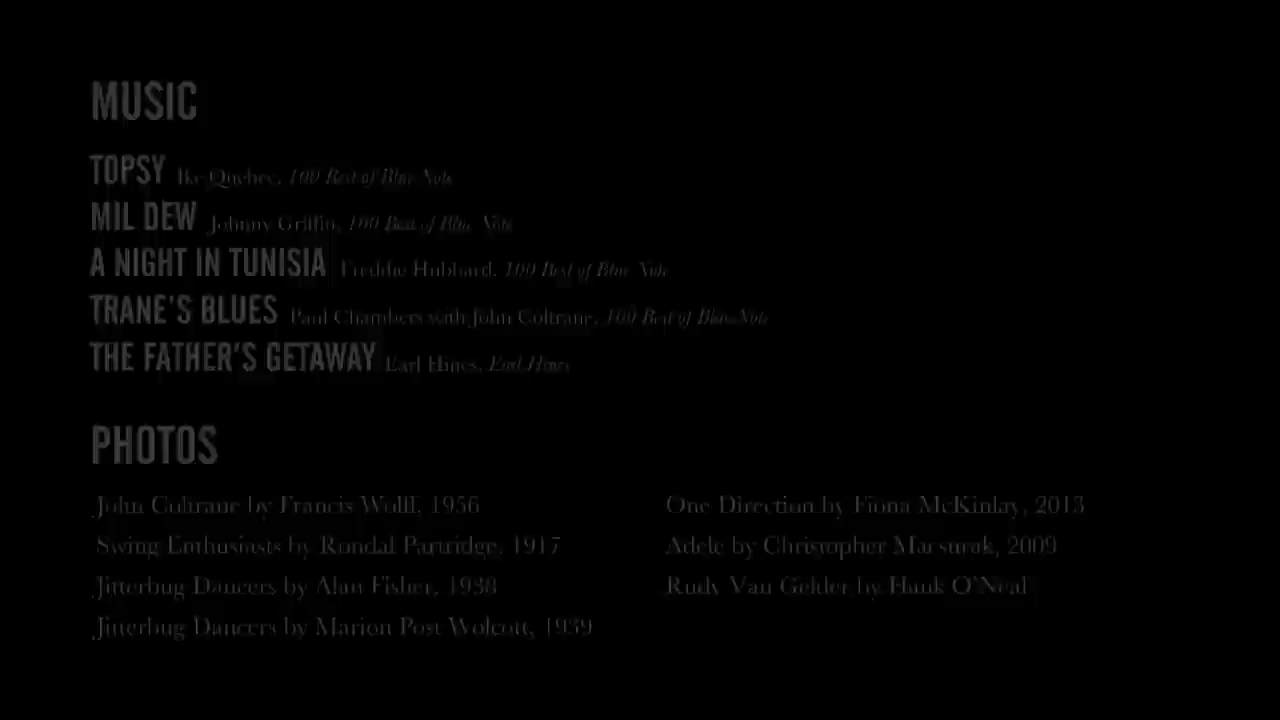 MUSIC
TOPSY Ike Quebec, 100 Best of Blue Note
MIL DEW Johnny Griffin, 100 Best of Blue Note
A NIGHT IN TUNISIA Freddie Hubbard, 100 Best of Blue Note
TRANE'S BLUES Paul Chambers with John Coltrane, 100 Best of Blue Note
THE FATHER'S GETAWAY Earl Hines, Earl Hines
PHOTOS
John Coltrane by Francis Wolff, 1956
Swing Enthusiasts by Rondal Partridge, 1917
Jitterbug Dancers by Alan Fisher, 1938
Jitterbug Dancers by Marion Post Wolcott, 1939
One Direction by Fiona McKinlay, 2013
Adele by Christopher 2009
Rudy Van Gelder by Hank O'Neal